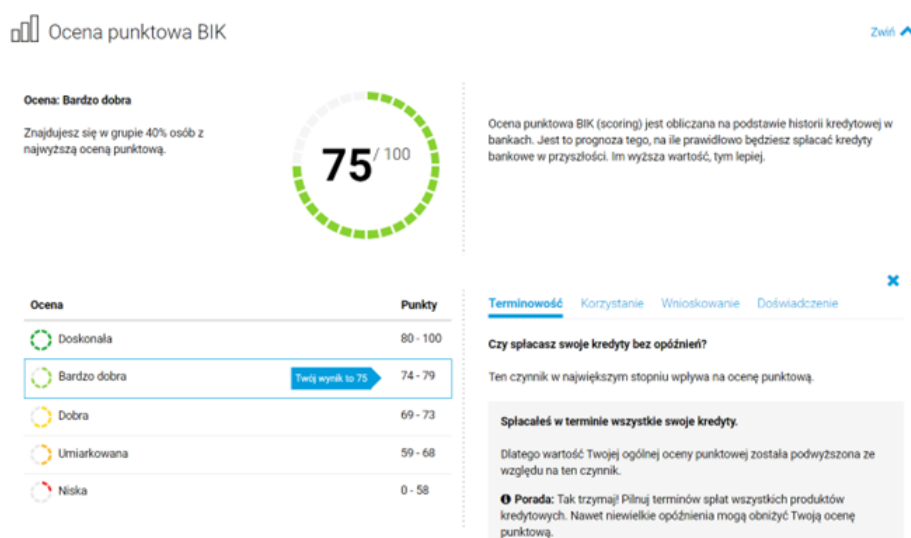 Ocena punktowa BIK
Zwiń
Ocena: Bardzo dobra
Znajdujesz się w grupie 40% osób z
najwyższą oceną punktową.
75 / 100
Ocena punktowa BIK (scoring) jest obliczana na podstawie historii kredytowej w
bankach. Jest to prognoza tego, na ile prawidłowo będziesz spłacać kredyty
bankowe w przyszłości. Im wyższa wartość, tym lepiej.
Ocena Punkty
Doskonała 80 - 100
Bardzo dobra Twój wynik to 75 74 - 79
Dobra 69 - 73
Umiarkowana 59 - 68
Niska 0 - 58
Terminowość Korzystanie Wnioskowanie Doświadczenie
Czy spłacasz swoje kredyty bez opóźnień?
Ten czynnik w największym stopniu wpływa na ocenę punktową.
Spłacałeś w terminie wszystkie swoje kredyty.
Dlatego wartość Twojej ogólnej oceny punktowej została podwyższona ze
względu na ten czynnik.
Porada: Tak trzymaj! Pilnuj terminów spłat wszystkich produktów
kredytowych. Nawet niewielkie opóźnienia mogą obniżyć Twoją ocenę
punktową.